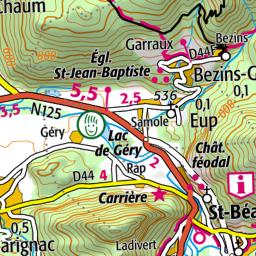 Chaum
Garraux
D44E
Bezins
Égl.
St-Jean-Baptiste
Bezins-G
5,5
2,5
536
0,1
0,1
3,5
N125
Samole
Eup
Géry
Lac
de Géry
Chât.
féodal
D44
4
Rap
2
Carrière
i
St-Béa
0,5
arignac
Ladivert